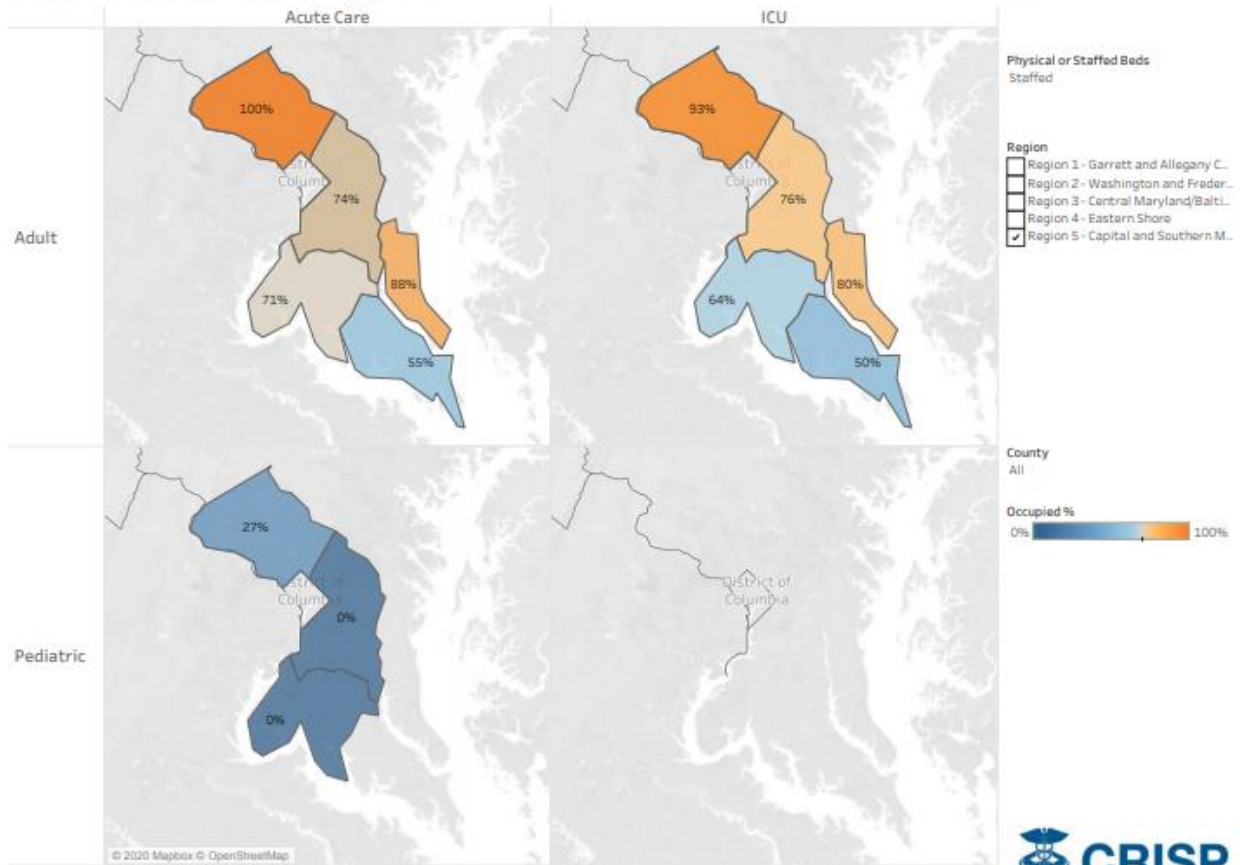 Acute Care
ICU
Adult
100%
74%
71%
88%
55%
93%
District of
Columbia
76%
64%
80%
50%
Physical or Staffed Beds
Staffed
Region
Region 1 - Garrett and Allegany C...
Region 2 - Washington and Freder...
Region 3 - Central Maryland/Balti...
Region 4 - Eastern Shore
✔ Region 5 - Capital and Southern M...
Pediatric
27%
0%
0%
District of
Columbia
County
All
Occupied %
0%
100%
© 2020 Mapbox © OpenStreetMap
CRISP